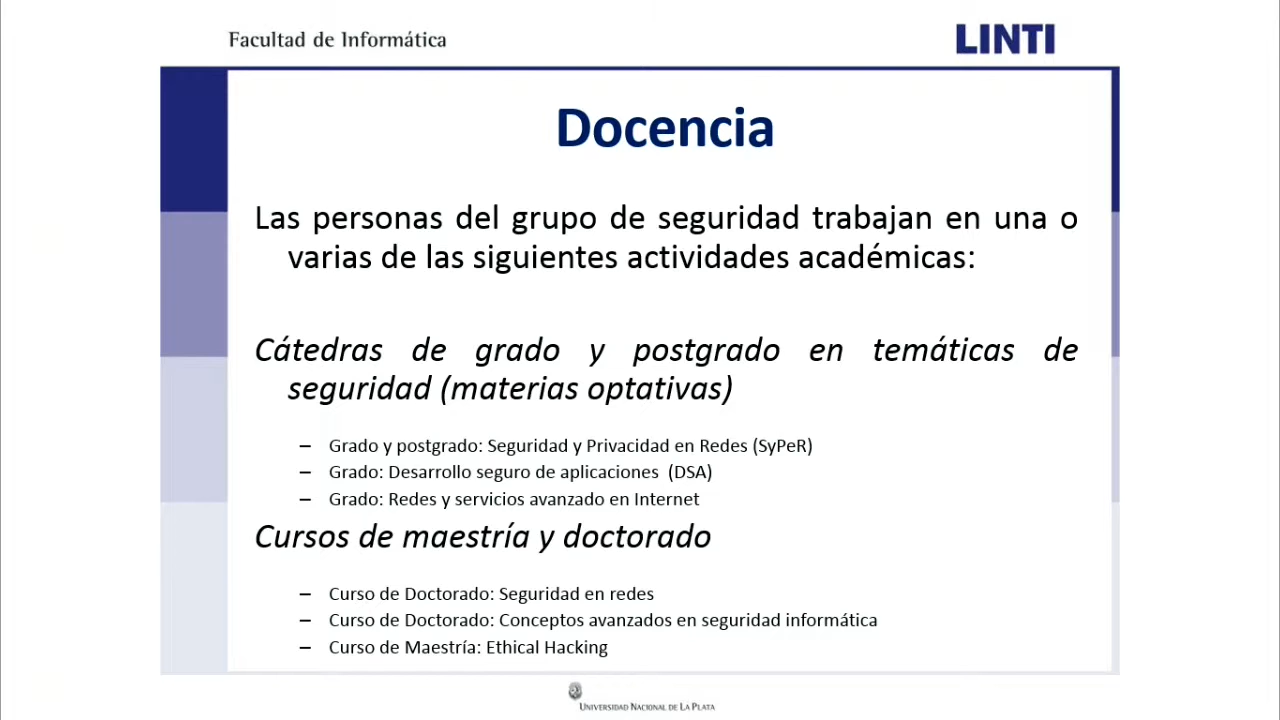 Facultad de Informática
LINTI
Docencia
Las personas del grupo de seguridad trabajan en una o
varias de las siguientes actividades académicas:
Cátedras de grado y postgrado en temáticas de
seguridad (materias optativas)
– Grado y postgrado: Seguridad y Privacidad en Redes (SyPeR)
– Grado: Desarrollo seguro de aplicaciones (DSA)
– Grado: Redes y servicios avanzado en Internet
Cursos de maestría y doctorado
– Curso de Doctorado: Seguridad en redes
– Curso de Doctorado: Conceptos avanzados en seguridad informática
– Curso de Maestría: Ethical Hacking
Universidad Nacional de La Plata